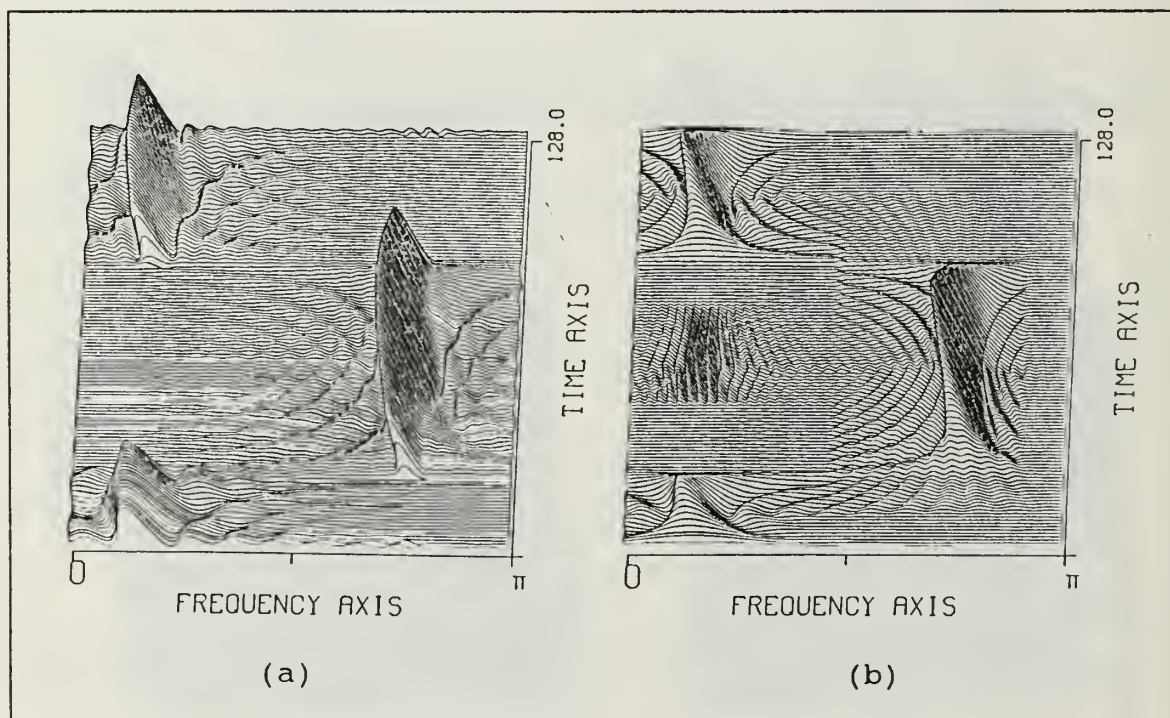 128.0
TIME AXIS
0
π
FREQUENCY AXIS
(a)
128.0
TIME AXIS
0
π
FREQUENCY AXIS
(b)